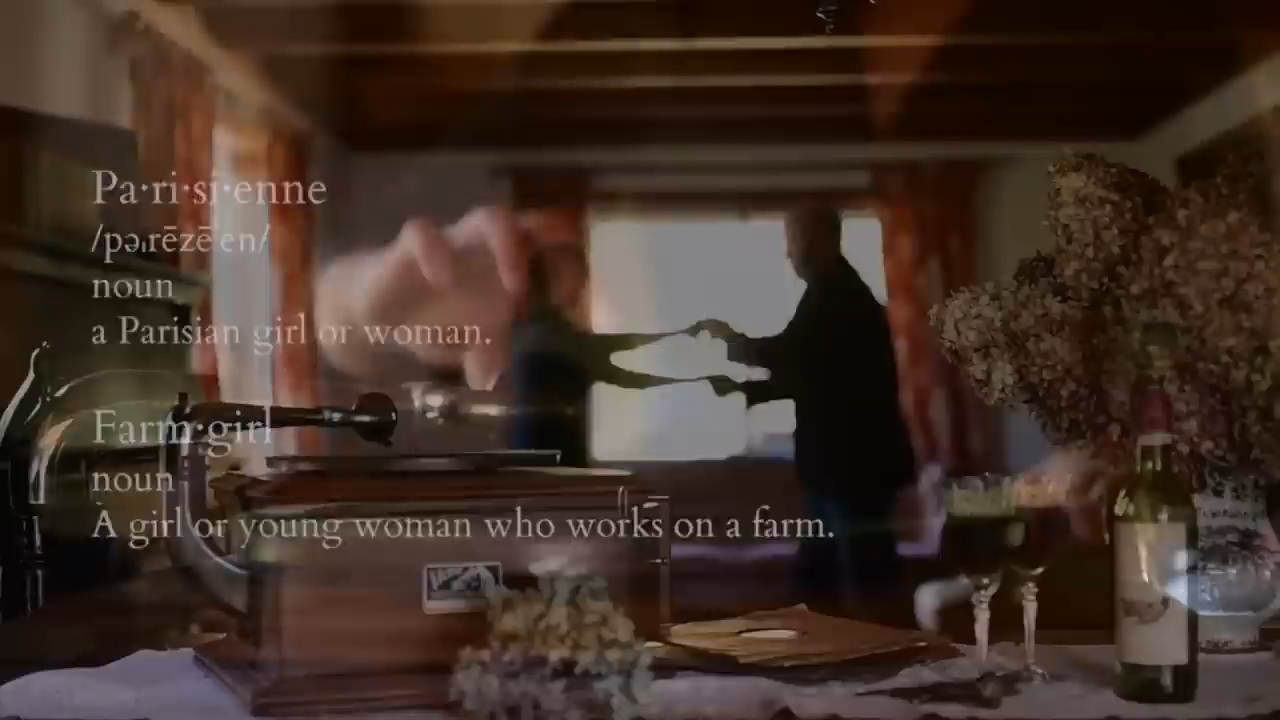 Pa·ri·si·enne
/pəˌrēzēˈen/
noun
a Parisian girl or woman.
Farm·girl
noun
A girl or young woman who works on a farm.